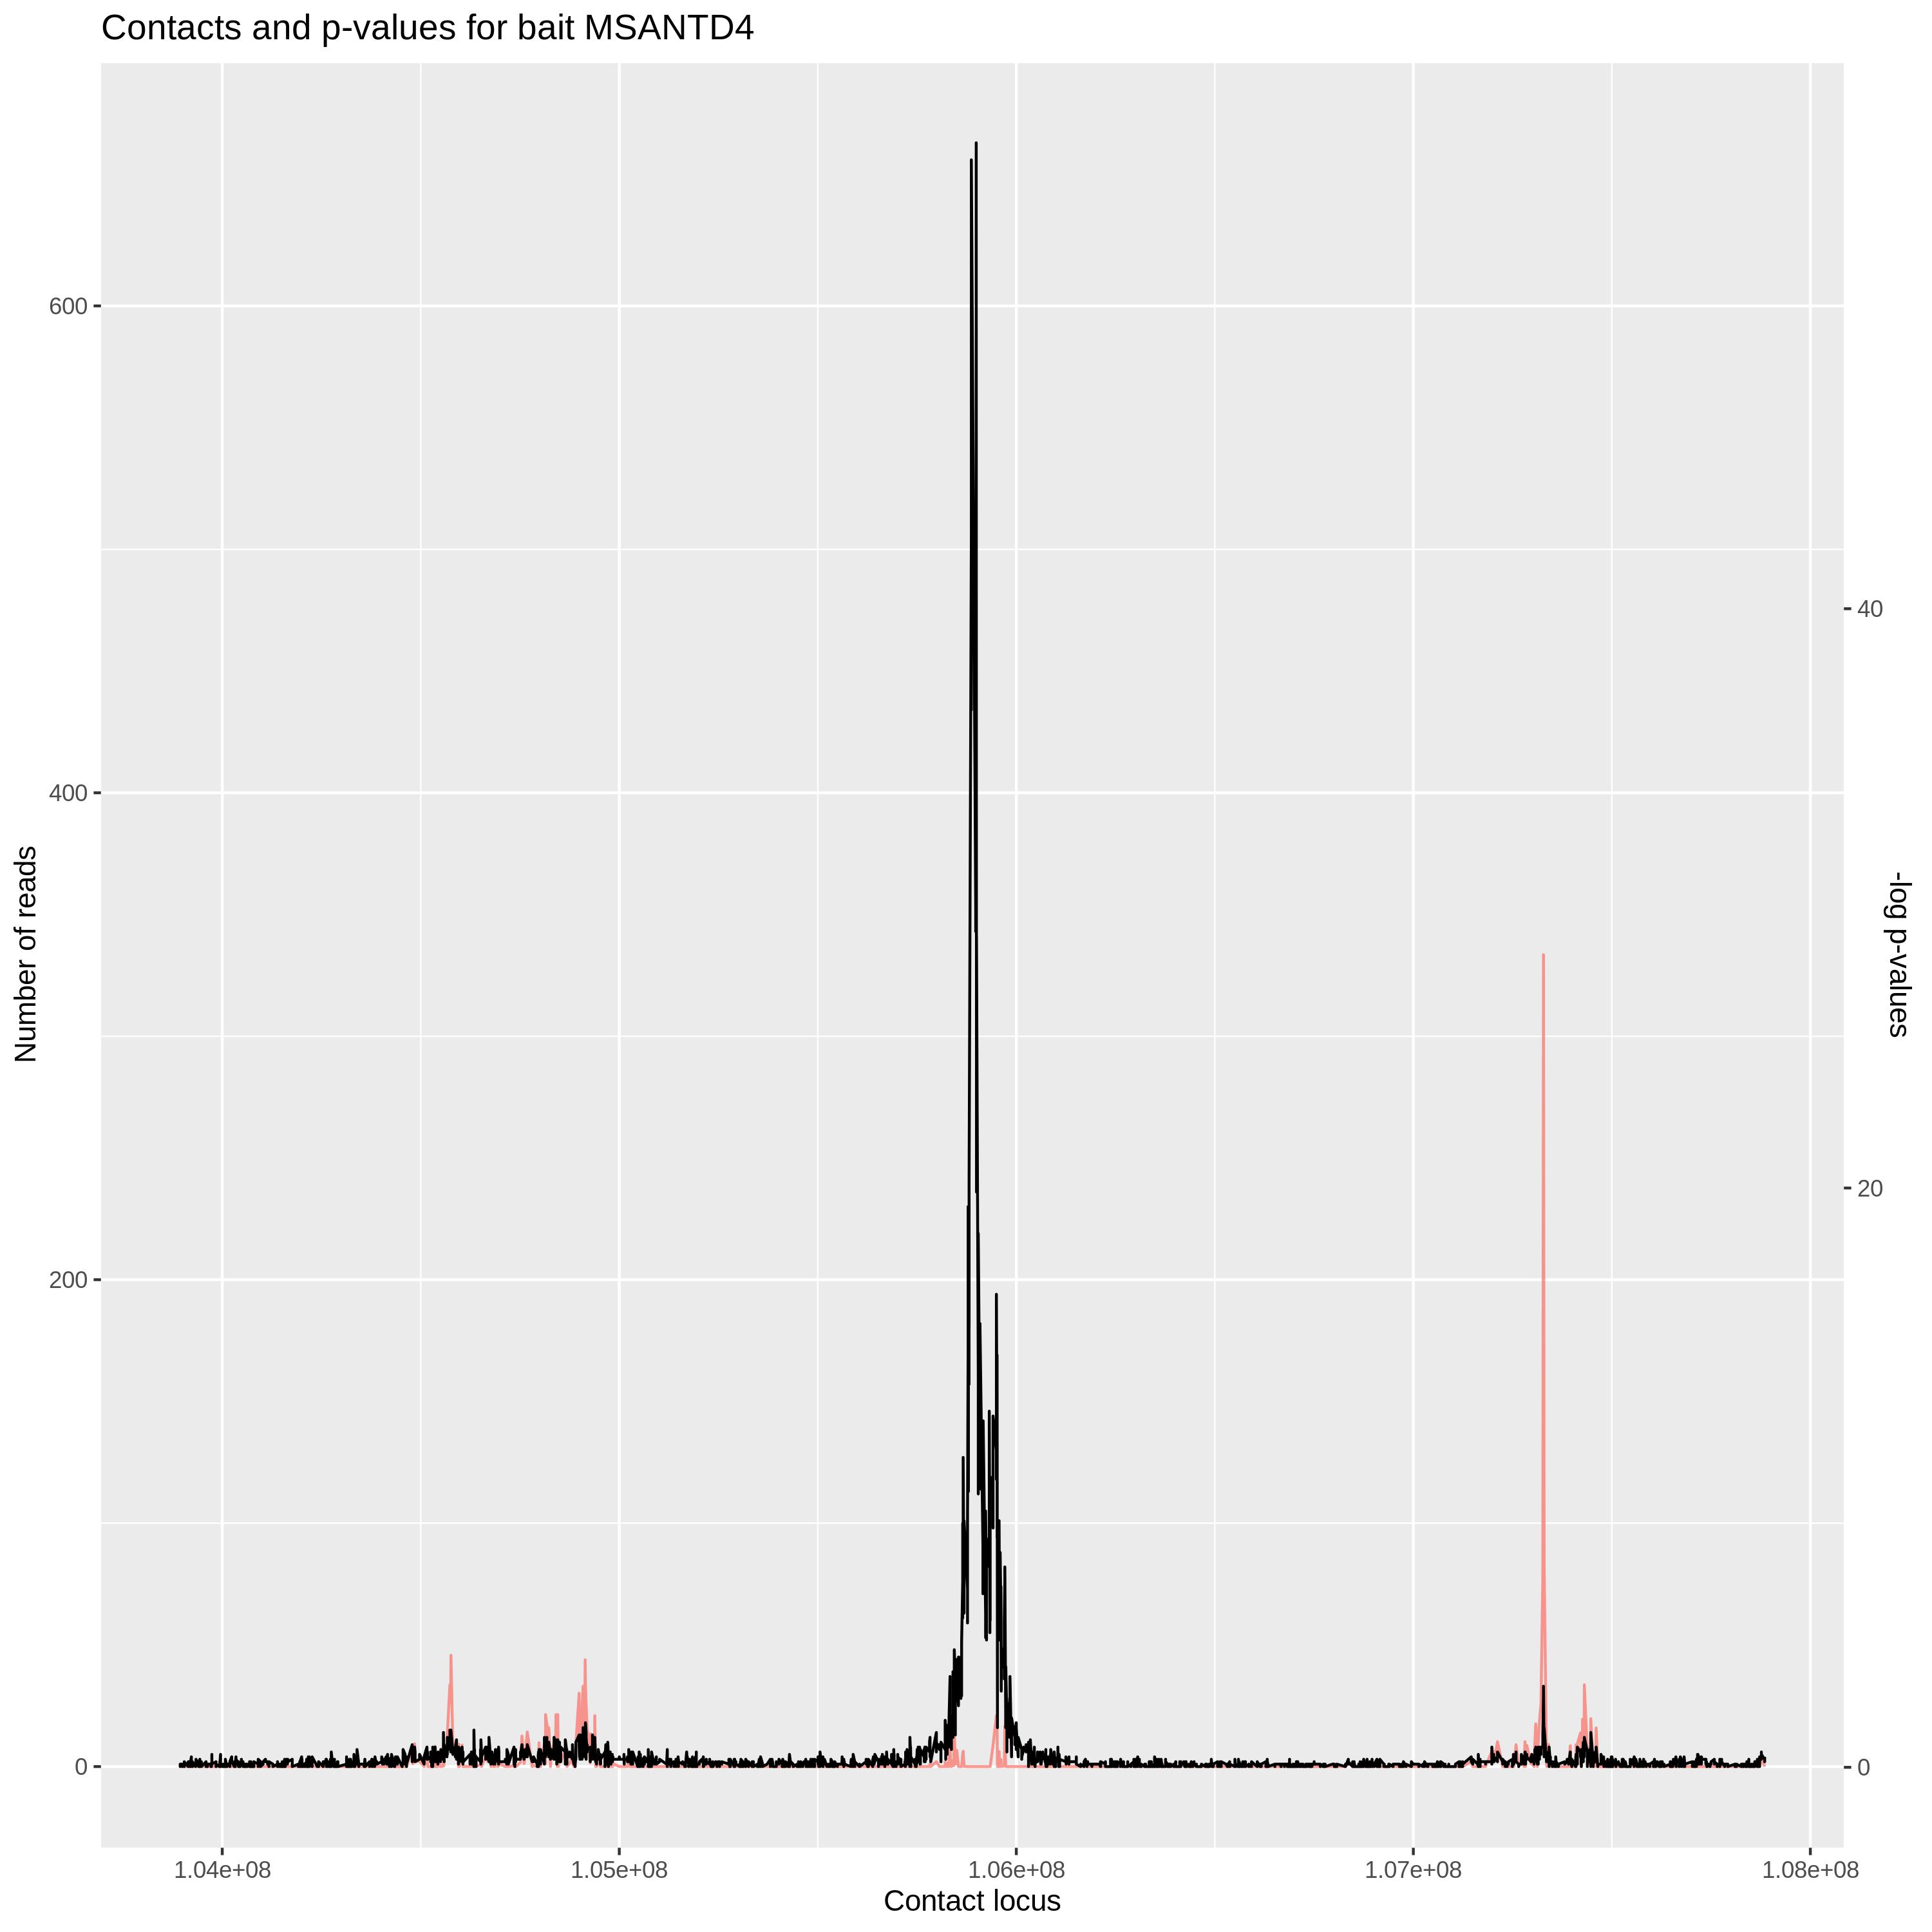 Contacts and p-values for bait MSANTD4
600
400
200
0
Number of reads
40
20
0
-log p-values
1.04e+08
1.05e+08
1.06e+08
1.07e+08
1.08e+08
Contact locus